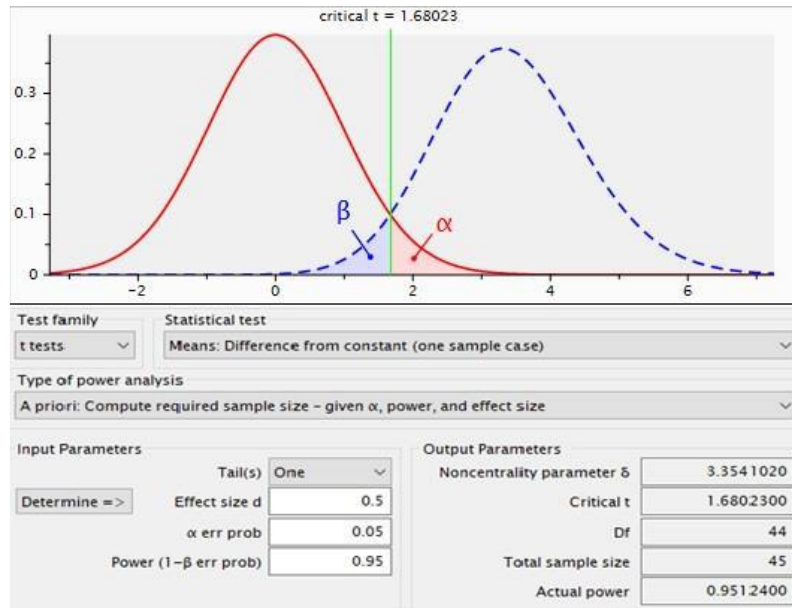 critical t = 1.68023
0.3
0.2
β
α
0.1
0
-2 0 2 4 6
Test family Statistical test
t tests Means: Difference from constant (one sample case)
Type of power analysis
A priori: Compute required sample size – given α, power, and effect size
Input Parameters Output Parameters
Tail(s) One Noncentrality parameter δ 3.3541020
Determine => Effect size d 0.5 Critical t 1.6802300
α err prob 0.05 Df 44
Power (1-β err prob) 0.95 Total sample size 45
Actual power 0.9512400